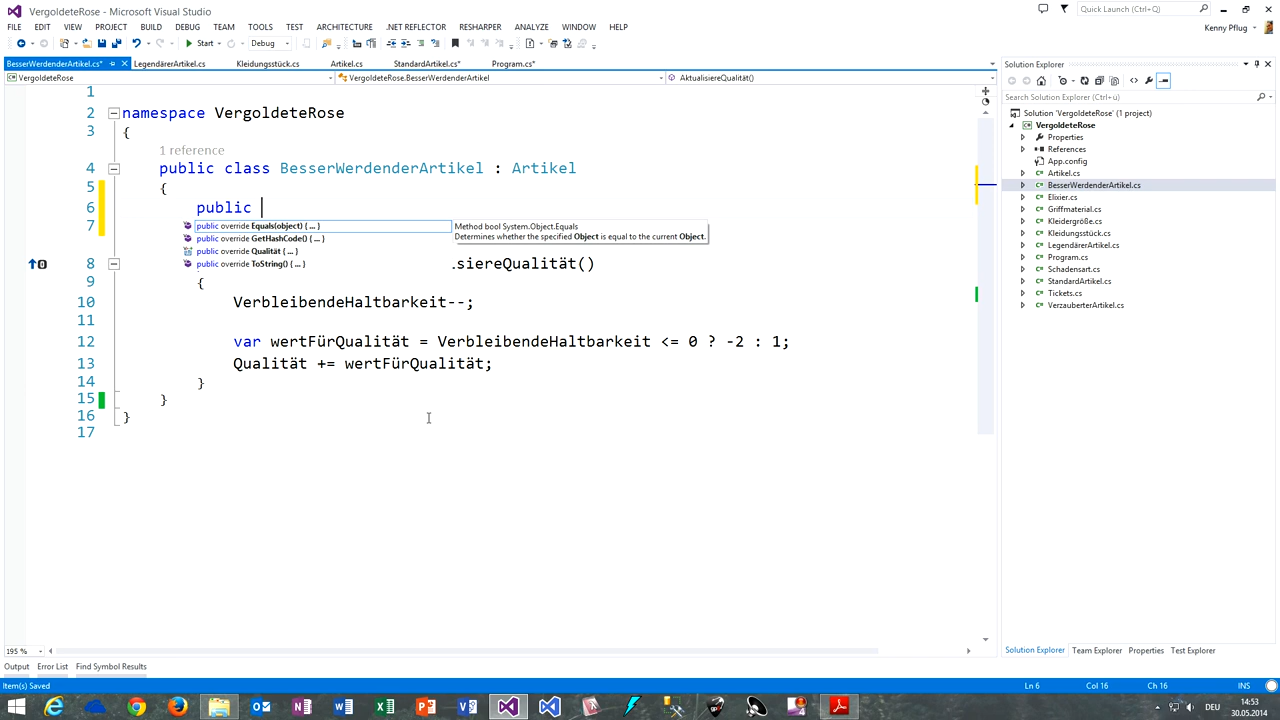 VergoldeteRose - Microsoft Visual Studio
Quick Launch (Ctrl+Q)
FILE EDIT VIEW PROJECT BUILD DEBUG TEAM TOOLS TEST ARCHITECTURE .NET REFLECTOR RESHARPER ANALYZE WINDOW HELP
Kenny Pflug
Start Debug
BesserWerdenderArtikel.cs* LegendärerArtikel.cs Kleidungsstück.cs Artikel.cs StandardArtikel.cs* Program.cs*
VergoldeteRose VergoldeteRose.BesserWerdenderArtikel AktualisiereQualität()
1
2 namespace VergoldeteRose
3 {
1 reference
4 public class BesserWerdenderArtikel : Artikel
5 {
6 public
7
public override Equals(object) { ... }
public override GetHashCode() { ... }
public override Qualität { ... }
public override ToString() { ... }
Method bool System.Object.Equals
Determines whether the specified Object is equal to the current Object.
8 .siereQualität()
9 {
10 VerbleibendeHaltbarkeit--;
11
12 var wertFürQualität = VerbleibendeHaltbarkeit <= 0 ? -2 : 1;
13 Qualität += wertFürQualität;
14 }
15 }
16 }
17
195 %
Solution Explorer
Search Solution Explorer (Ctrl+ü)
Solution 'VergoldeteRose' (1 project)
VergoldeteRose
Properties
References
App.config
Artikel.cs
BesserWerdenderArtikel.cs
Elixier.cs
Griffmaterial.cs
Kleidergröße.cs
Kleidungsstück.cs
LegendärerArtikel.cs
Program.cs
Schadensart.cs
StandardArtikel.cs
Tickets.cs
VerzauberterArtikel.cs
Solution Explorer Team Explorer Properties Test Explorer
Output Error List Find Symbol Results
Item(s) Saved Ln 6 Col 16 Ch 16 INS
DEU
14:53
30.05.2014